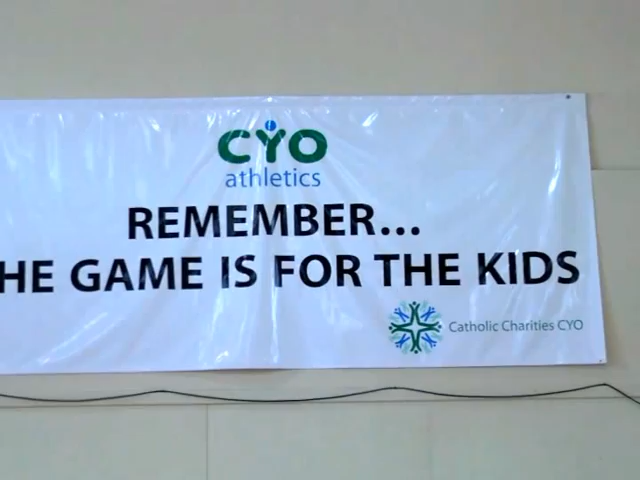 CYO
athletics
REMEMBER...
HE GAME IS FOR THE KIDS
Catholic Charities CYO